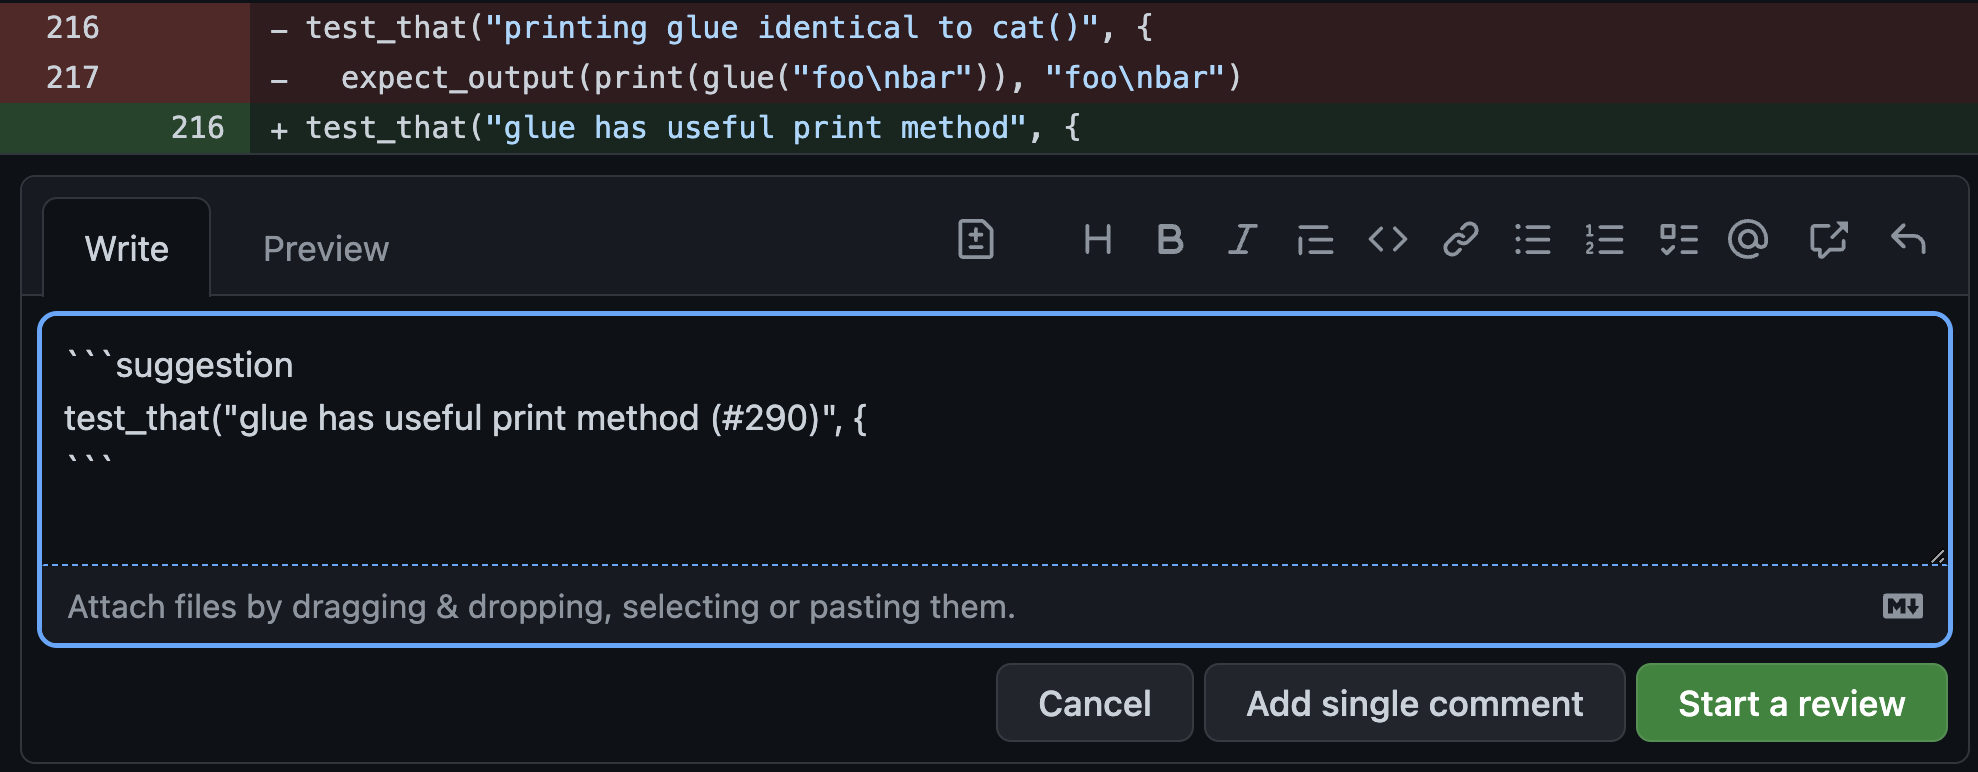 216 - test_that("printing glue identical to cat()", {
217 -   expect_output(print(glue("foo\nbar")), "foo\nbar")
216 + test_that("glue has useful print method", {
Write Preview
```suggestion
test_that("glue has useful print method (#290)", {
```
Attach files by dragging & dropping, selecting or pasting them.
Cancel Add single comment Start a review